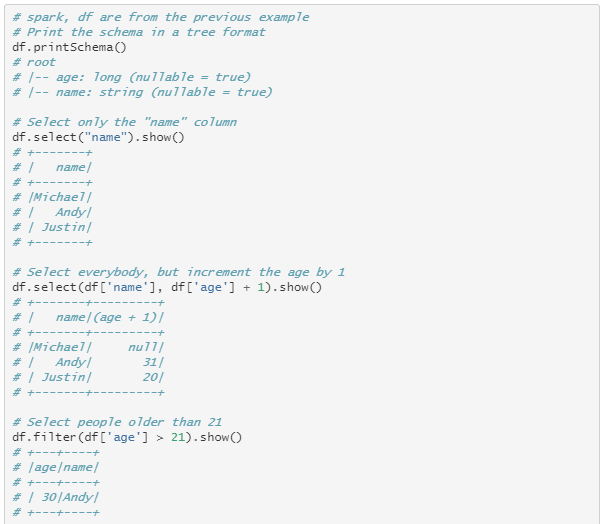 # spark, df are from the previous example
# Print the schema in a tree format
df.printSchema()
# root
# |-- age: long (nullable = true)
# |-- name: string (nullable = true)

# Select only the "name" column
df.select("name").show()
# +-------+
# |   name|
# +-------+
# |Michael|
# |   Andy|
# | Justin|
# +-------+

# Select everybody, but increment the age by 1
df.select(df['name'], df['age'] + 1).show()
# +-------+---------+
# |   name|(age + 1)|
# +-------+---------+
# |Michael|     null|
# |   Andy|       31|
# | Justin|       20|
# +-------+---------+

# Select people older than 21
df.filter(df['age'] > 21).show()
# +---+----+
# |age|name|
# +---+----+
# | 30|Andy|
# +---+----+